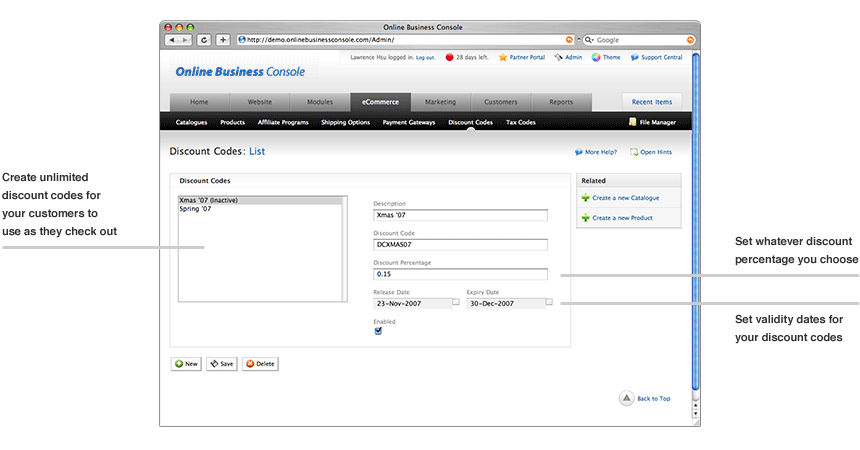 Online Business Console
http://demo.onlinebusinessconsole.com/Admin/
Google
Lawrence Hsu logged in. Log out.
28 days left.
Partner Portal
Admin
Theme
Support Central
Online Business Console
Home
Website
Modules
eCommerce
Marketing
Customers
Reports
Recent Items
Catalogues
Products
Affiliate Programs
Shipping Options
Payment Gateways
Discount Codes
Tax Codes
File Manager
Discount Codes: List
More Help?
Open Hints
Create unlimited
discount codes for
your customers to
use as they check out
Discount Codes
Xmas '07 (Inactive)
Spring '07
Description
Xmas '07
Discount Code
DCXMAS07
Discount Percentage
0.15
Release Date
Expiry Date
23-Nov-2007
30-Dec-2007
Enabled
Related
Create a new Catalogue
Create a new Product
Set whatever discount
percentage you choose
Set validity dates for
your discount codes
New
Save
Delete
Back to Top